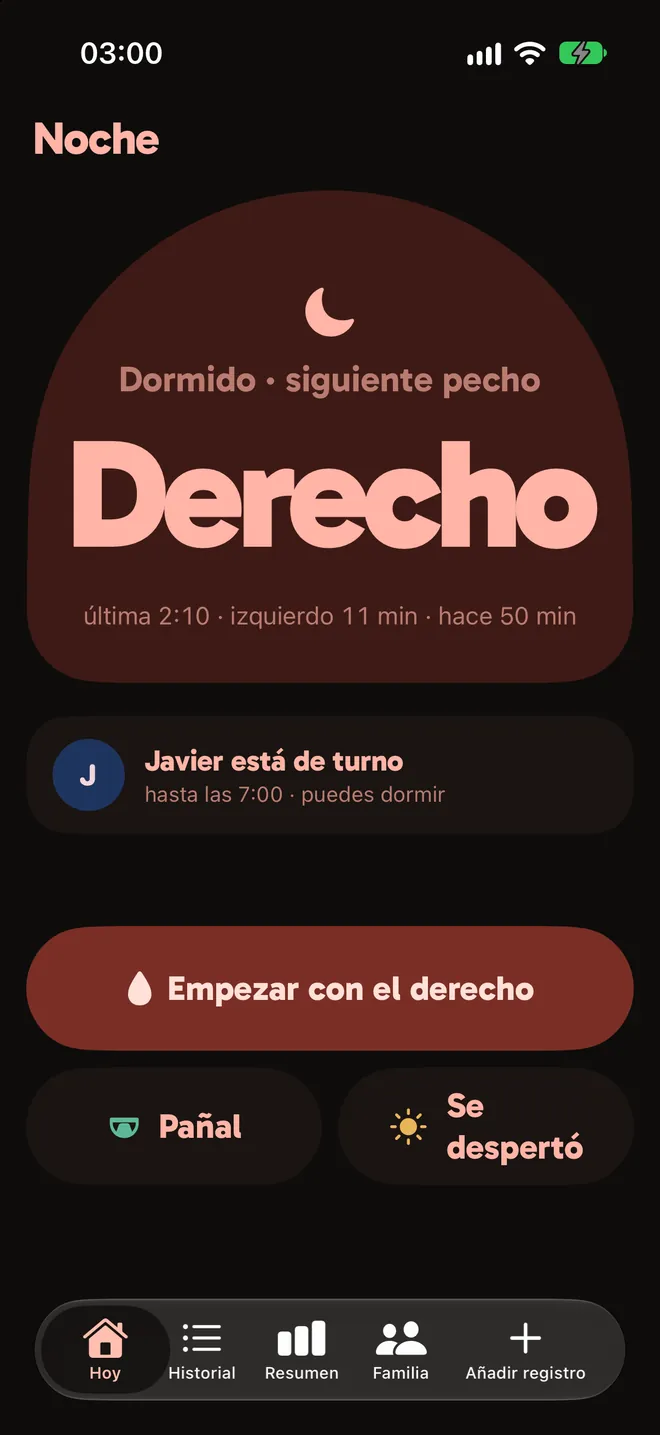 03:00
Noche
Dormido · siguiente pecho
Derecho
última 2:10 · izquierdo 11 min · hace 50 min
J
Javier está de turno
hasta las 7:00 · puedes dormir
Empezar con el derecho
Pañal
Se
despertó
Hoy
Historial
Resumen
Familia
Añadir registro